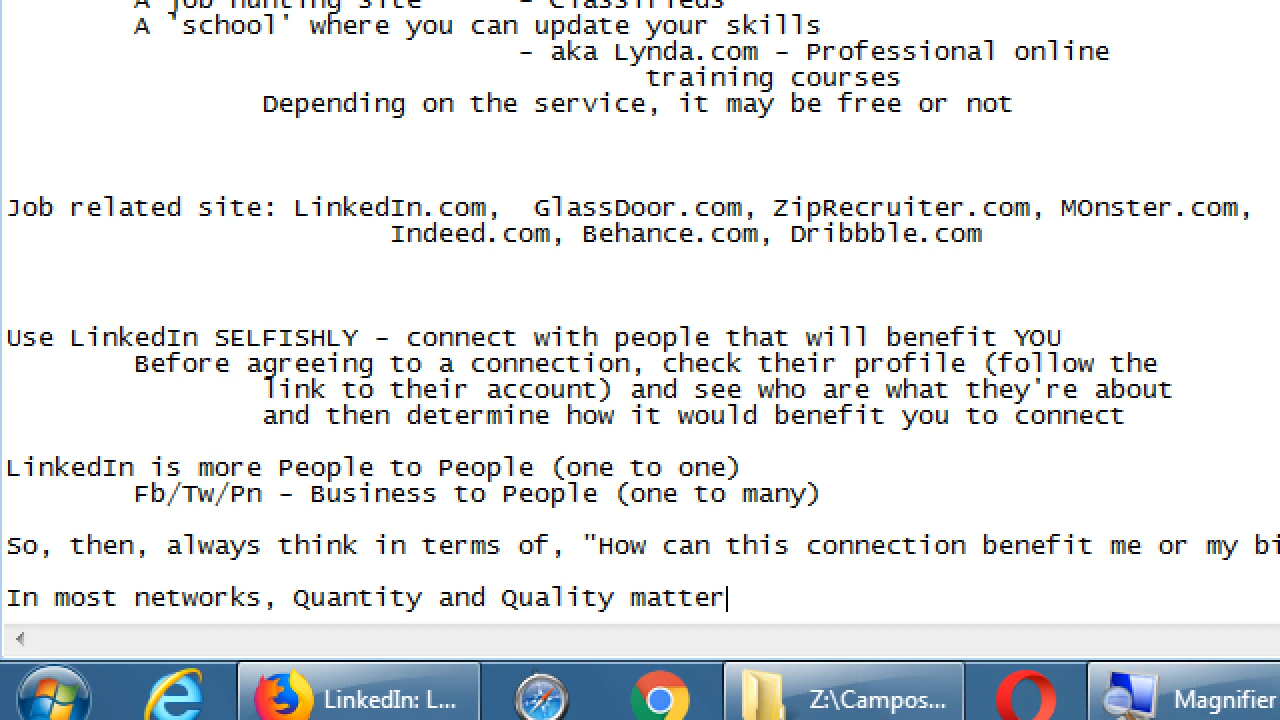 A job hunting site - Classifieds
A 'school' where you can update your skills
- aka Lynda.com – Professional online
training courses
Depending on the service, it may be free or not
Job related site: LinkedIn.com, GlassDoor.com, ZipRecruiter.com, MOnster.com,
Indeed.com, Behance.com, Dribbble.com
Use LinkedIn SELFISHLY – connect with people that will benefit YOU
Before agreeing to a connection, check their profile (follow the
link to their account) and see who are what they're about
and then determine how it would benefit you to connect
LinkedIn is more People to People (one to one)
Fb/Tw/Pn – Business to People (one to many)
So, then, always think in terms of, "How can this connection benefit me or my
In most networks, Quantity and Quality matter
LinkedIn: L... Z:\Campos... Magnifier